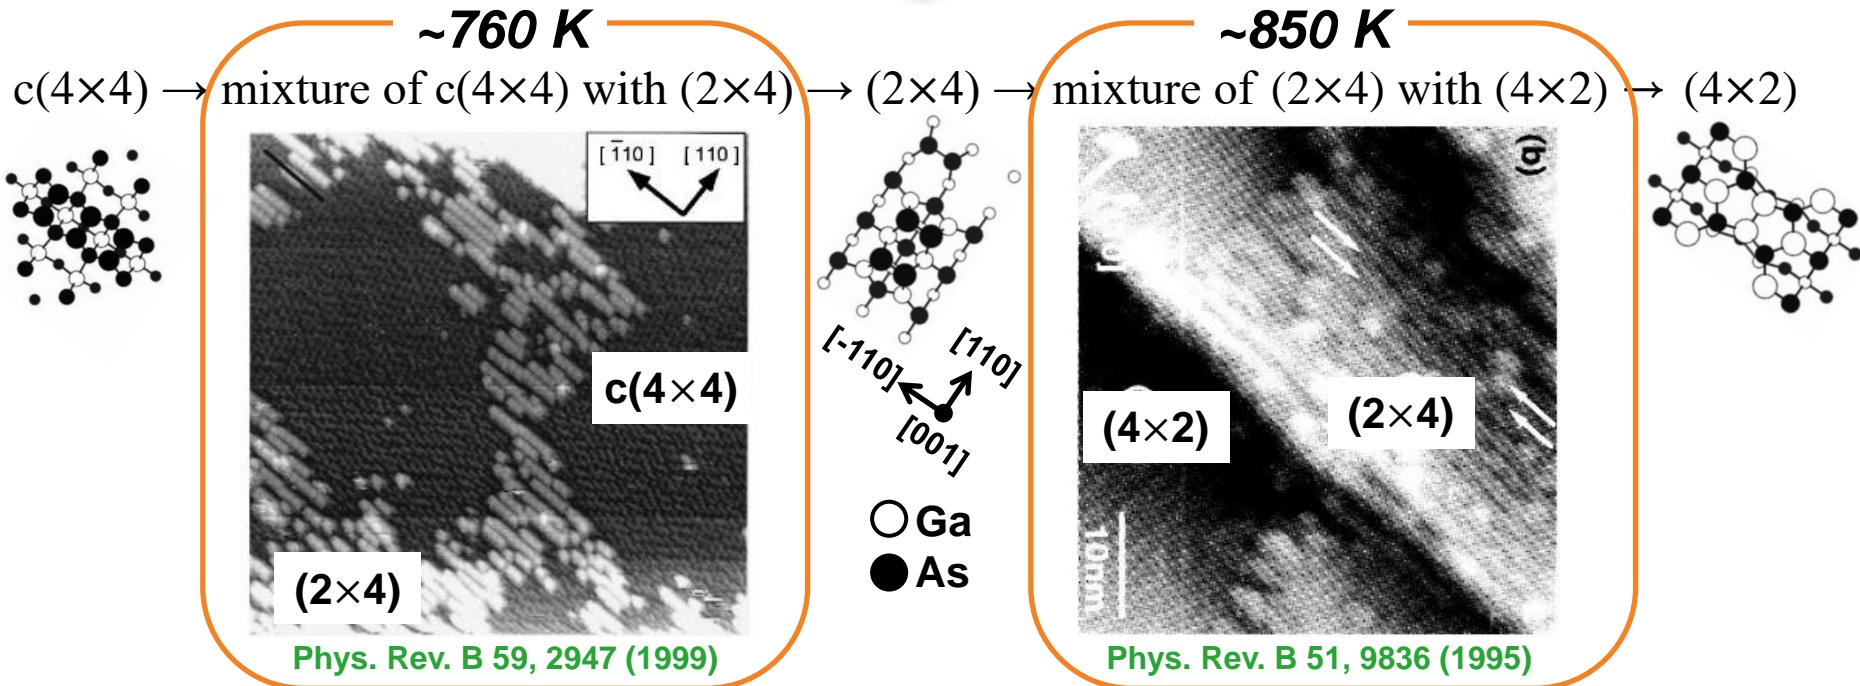 ~760 K
~850 K
c(4×4) → mixture of c(4×4) with (2×4) → (2×4) → mixture of (2×4) with (4×2) → (4×2)
[1̄10] [110]
(b)
c(4×4)
(2×4)
[-110]
[110]
[001]
Ga
As
(4×2)
(2×4)
10nm
Phys. Rev. B 59, 2947 (1999)
Phys. Rev. B 51, 9836 (1995)